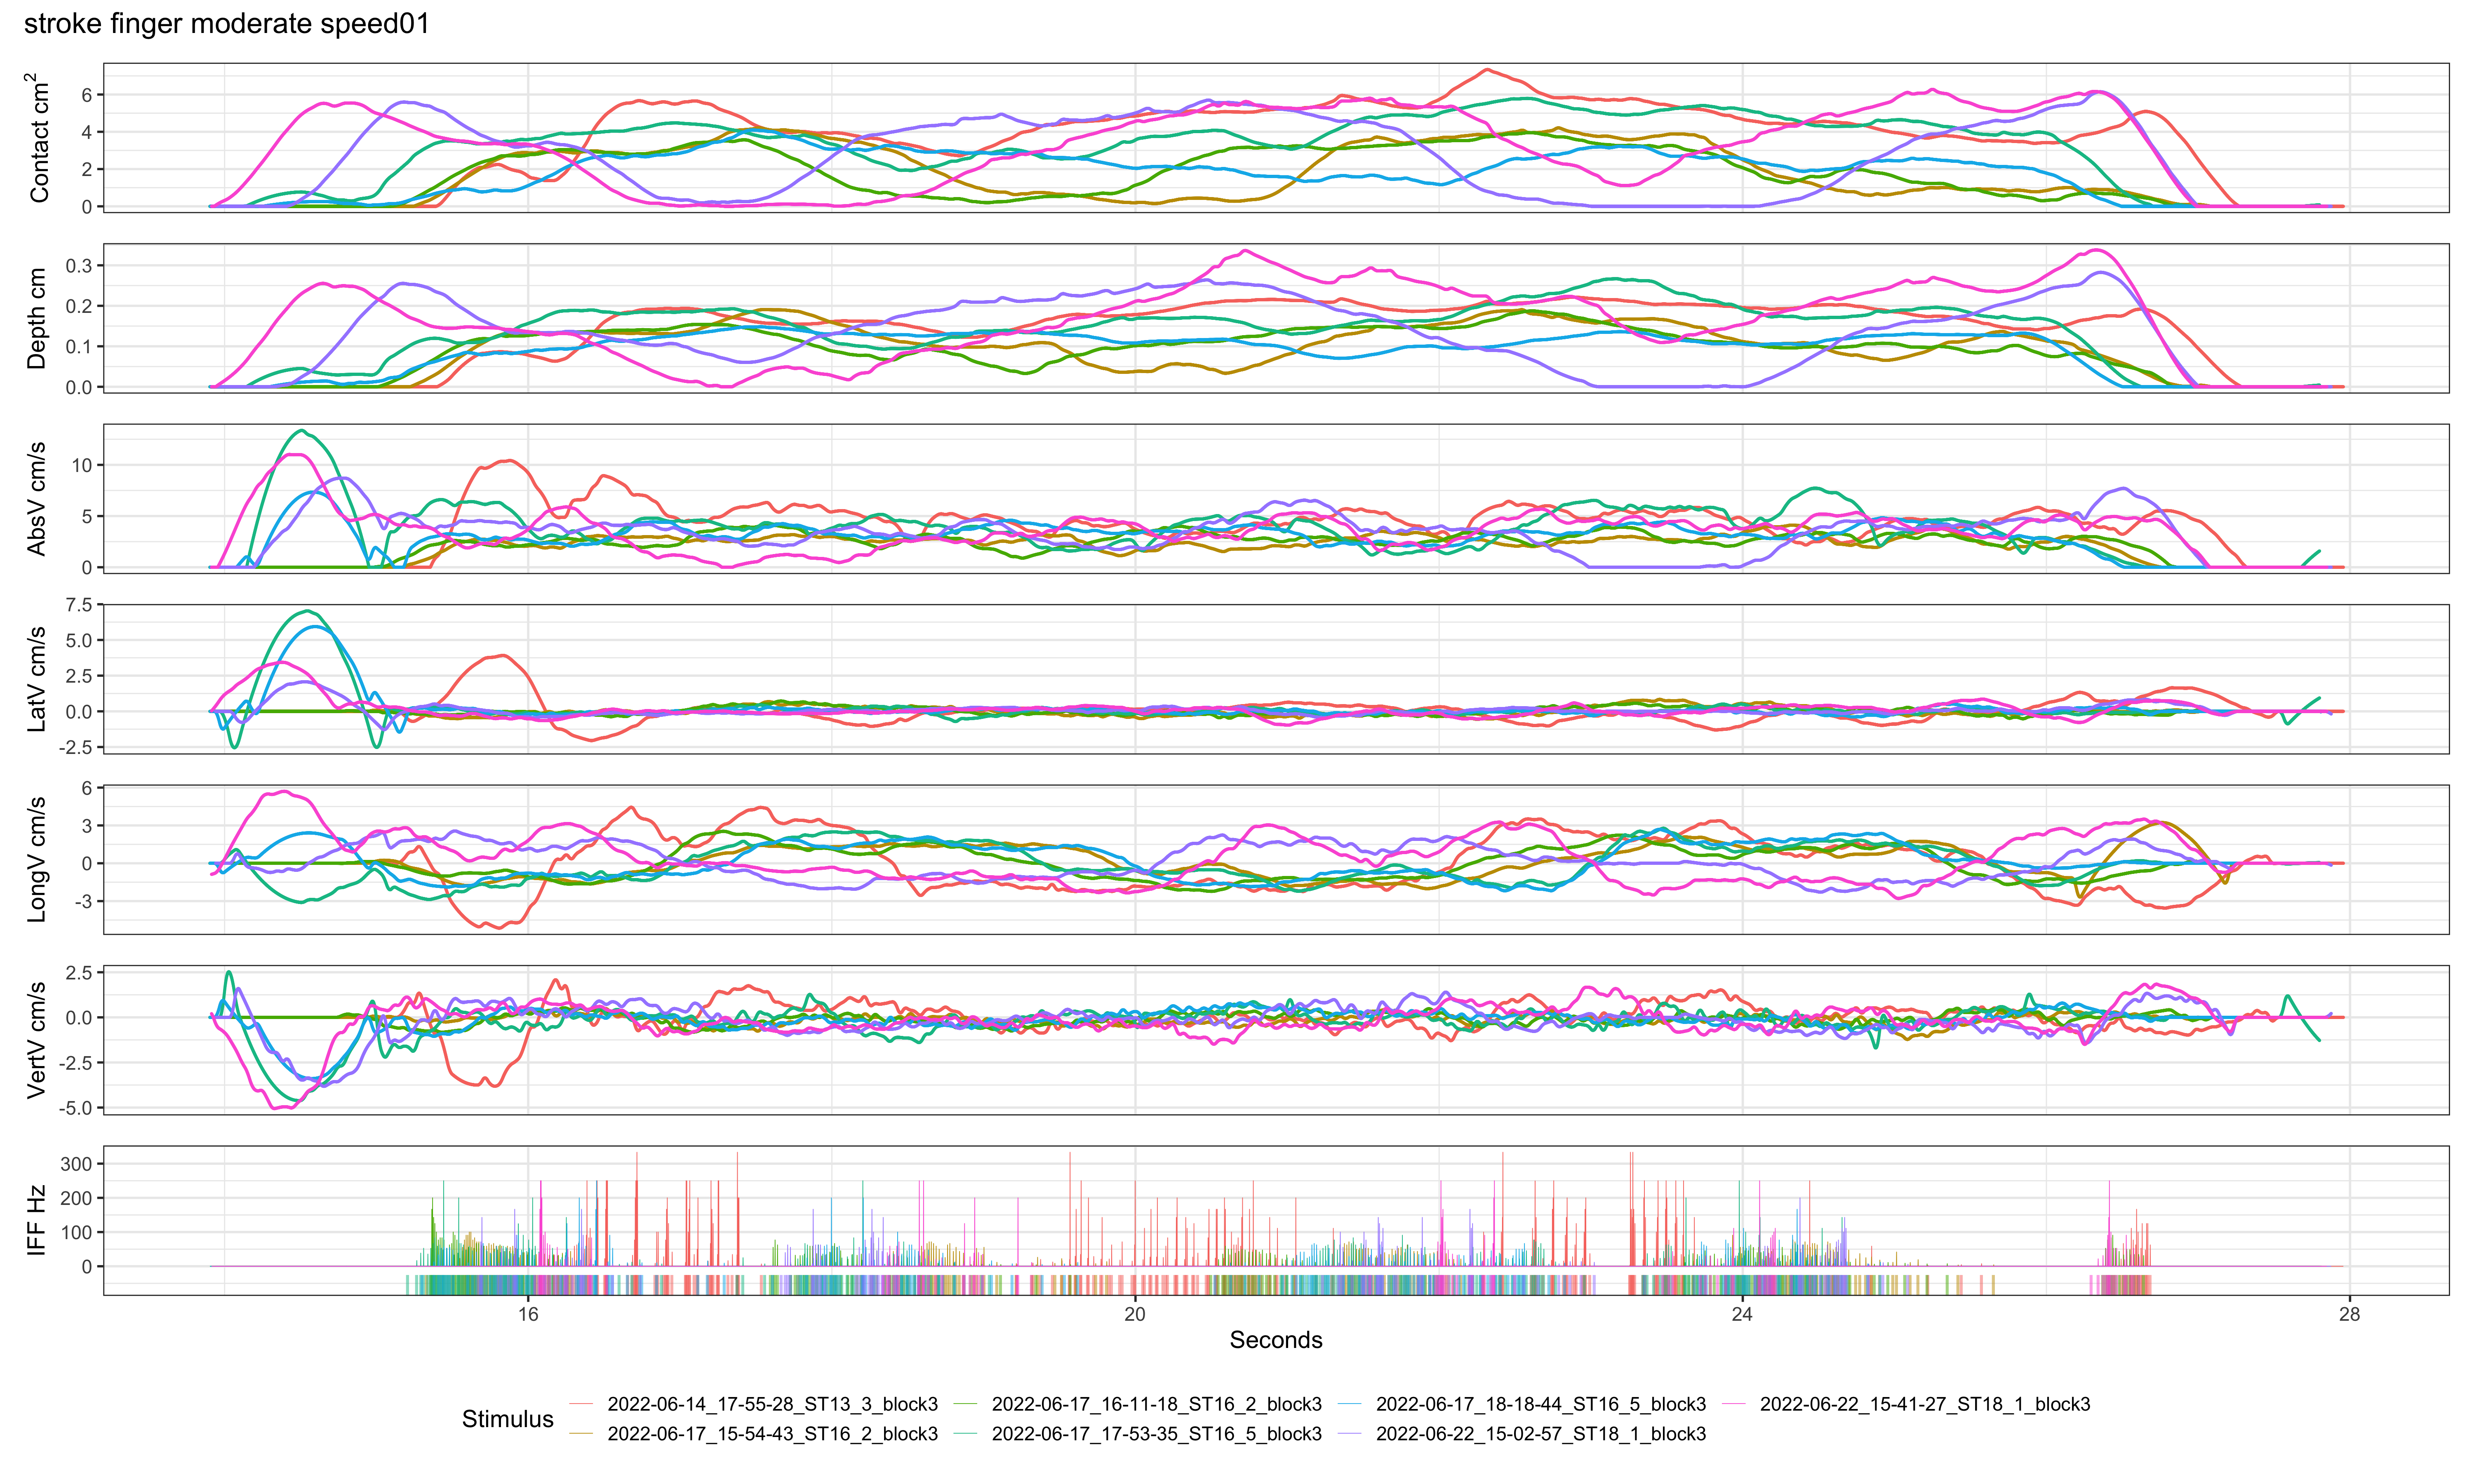 stroke finger moderate speed01
Contact cm²
6
4
2
0
Depth cm
0.3
0.2
0.1
0.0
AbsV cm/s
10
5
0
LatV cm/s
7.5
5.0
2.5
0.0
-2.5
LongV cm/s
6
3
0
-3
VertV cm/s
2.5
0.0
-2.5
-5.0
IFF Hz
300
200
100
0
16 20 24 28
Seconds
Stimulus
2022-06-14_17-55-28_ST13_3_block3 2022-06-17_16-11-18_ST16_2_block3 2022-06-17_18-18-44_ST16_5_block3 2022-06-22_15-41-27_ST18_1_block3
2022-06-17_15-54-43_ST16_2_block3 2022-06-17_17-53-35_ST16_5_block3 2022-06-22_15-02-57_ST18_1_block3